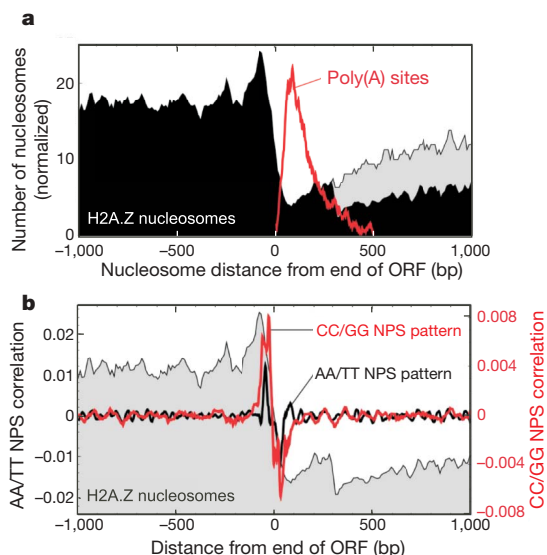 a
Number of nucleosomes
(normalized)
20
10
0
Poly(A) sites
H2A.Z nucleosomes
−1,000 −500 0 500 1,000
Nucleosome distance from end of ORF (bp)
b
AA/TT NPS correlation
0.02
0.01
0
−0.01
−0.02
CC/GG NPS pattern
AA/TT NPS pattern
H2A.Z nucleosomes
0.008
0.004
0
−0.004
−0.008
CC/GG NPS correlation
−1,000 −500 0 500 1,000
Distance from end of ORF (bp)